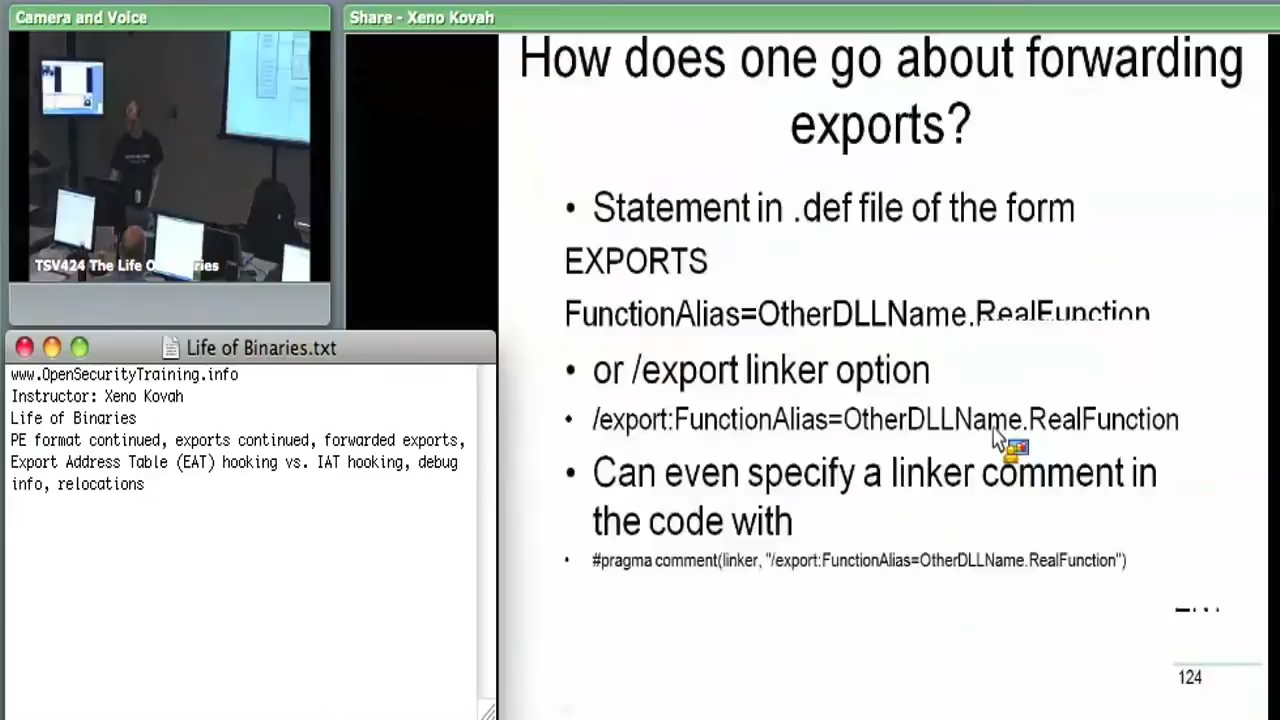 Camera and Voice
TSV424 The Life O ries
Life of Binaries.txt
www.OpenSecurityTraining.info
Instructor: Xeno Kovah
Life of Binaries
PE format continued, exports continued, forwarded exports,
Export Address Table (EAT) hooking vs. IAT hooking, debug
info, relocations
Share - Xeno Kovah
How does one go about forwarding
exports?
• Statement in .def file of the form
EXPORTS
FunctionAlias=OtherDLLName.RealFunction
• or /export linker option
• /export:FunctionAlias=OtherDLLName.RealFunction
• Can even specify a linker comment in
the code with
• #pragma comment(linker, "/export:FunctionAlias=OtherDLLName.RealFunction")
124